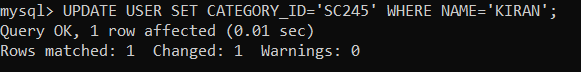 mysql> UPDATE USER SET CATEGORY_ID='SC245' WHERE NAME='KIRAN';
Query OK, 1 row affected (0.01 sec)
Rows matched: 1  Changed: 1  Warnings: 0